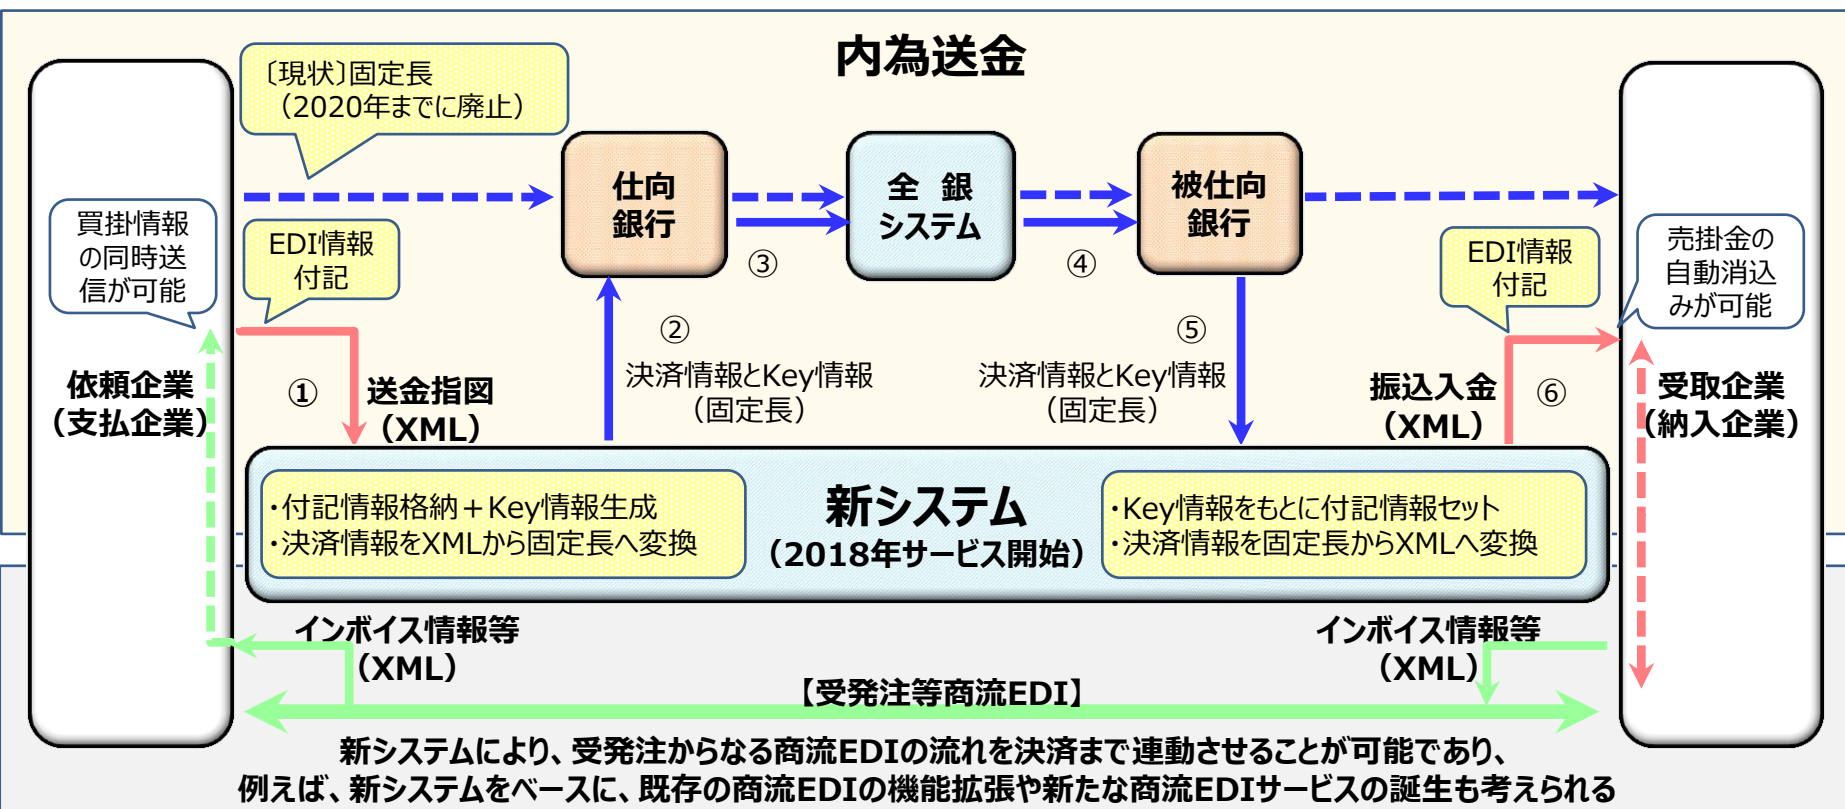 内為送金
〔現状〕固定長
（2020年までに廃止）
仕向
銀行
全 銀
システム
被仕向
銀行
買掛情報
の同時送
信が可能
EDI情報
付記
③
④
EDI情報
付記
売掛金の
自動消込
みが可能
②
決済情報とKey情報
（固定長）
⑤
決済情報とKey情報
（固定長）
依頼企業
（支払企業）
①
送金指図
（XML）
振込入金
（XML）
⑥
受取企業
（納入企業）
・付記情報格納＋Key情報生成
・決済情報をXMLから固定長へ変換
新システム
（2018年サービス開始）
・Key情報をもとに付記情報セット
・決済情報を固定長からXMLへ変換
インボイス情報等
（XML）
インボイス情報等
（XML）
【受発注等商流EDI】
新システムにより、受発注からなる商流EDIの流れを決済まで連動させることが可能であり、
例えば、新システムをベースに、既存の商流EDIの機能拡張や新たな商流EDIサービスの誕生も考えられる